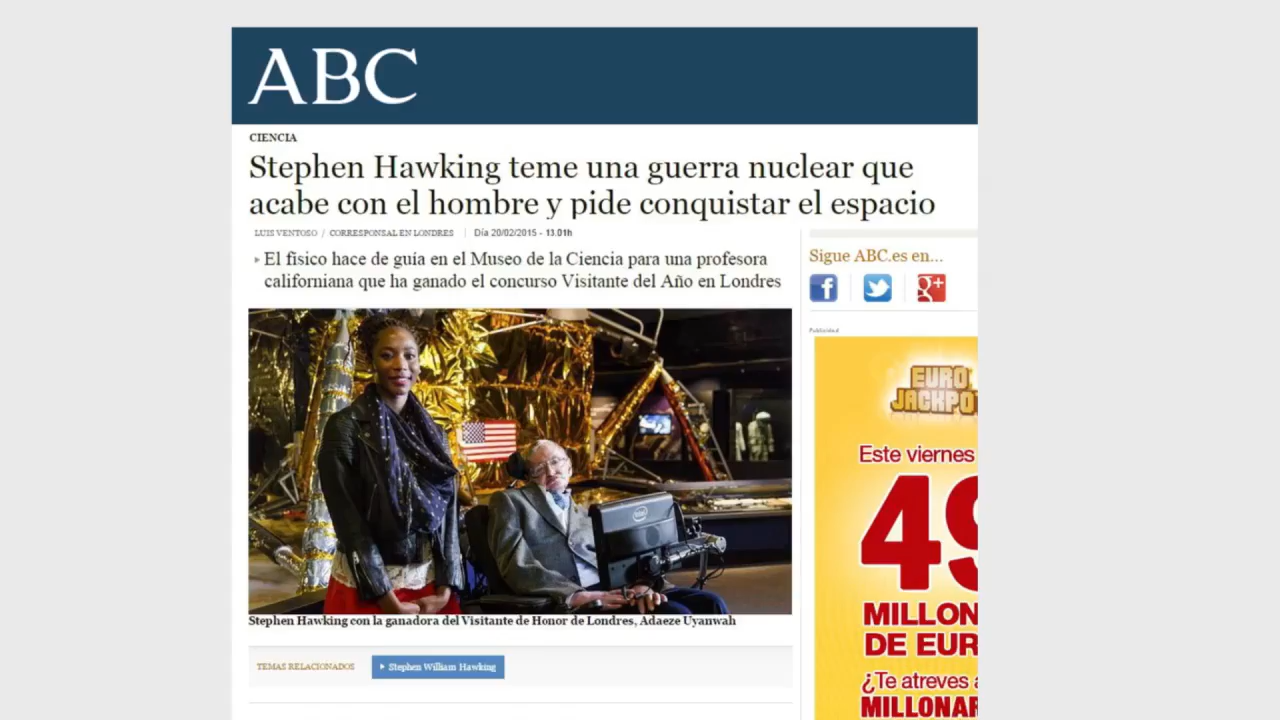 ABC
CIENCIA
Stephen Hawking teme una guerra nuclear que
acabe con el hombre y pide conquistar el espacio
LUIS VENTOSO / CORRESPONSAL EN LONDRES | Día 20/02/2015 - 13.01h
▸ El físico hace de guía en el Museo de la Ciencia para una profesora
californiana que ha ganado el concurso Visitante del Año en Londres
Sigue ABC.es en...
Publicidad
EURO
JACKPO
Este viernes
49
MILLON
DE EUR
¿Te atreves a
MILLONAR
intel
Stephen Hawking con la ganadora del Visitante de Honor de Londres, Adaeze Uyanwah
TEMAS RELACIONADOS
Stephen William Hawking